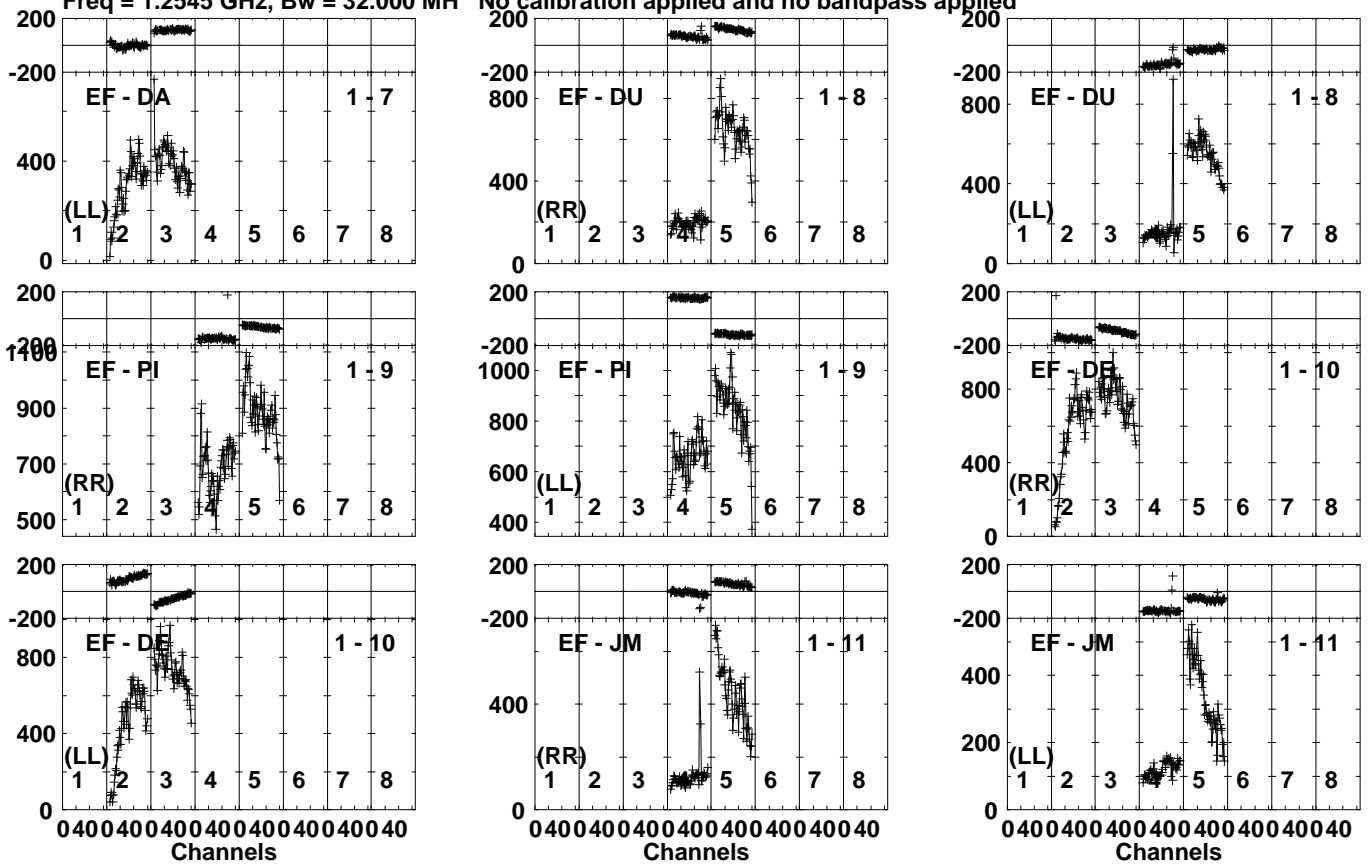 Freq = 1.2545 GHz, Bw = 32.000 MH No calibration applied and no bandpass applied
200
-200
EF - DA 1 - 7
400
(LL)
1 2 3 4 5 6 7 8
0
200
-200
EF - DU 1 - 8
800
400
(RR)
1 2 3 4 5 6 7 8
0
200
-200
EF - DU 1 - 8
800
400
(LL)
1 2 3 4 5 6 7 8
0
200
-200
1100
EF - PI 1 - 9
900
700
(RR)
1 2 3 4 5 6 7 8
500
200
-200
EF - PI 1 - 9
1000
800
600
(LL)
1 2 3 4 5 6 7 8
400
200
-200
EF - DE 1 - 10
800
400
(RR)
1 2 3 4 5 6 7 8
0
200
-200
EF - DE 1 - 10
800
400
(LL)
1 2 3 4 5 6 7 8
0
0 40 0 40 0 40 0 40 0 40 0 40 0 40 0 40
Channels
200
-200
EF - JM 1 - 11
400
(RR)
1 2 3 4 5 6 7 8
0
0 40 0 40 0 40 0 40 0 40 0 40 0 40 0 40
Channels
200
-200
EF - JM 1 - 11
400
200
(LL)
1 2 3 4 5 6 7 8
0
0 40 0 40 0 40 0 40 0 40 0 40 0 40 0 40
Channels